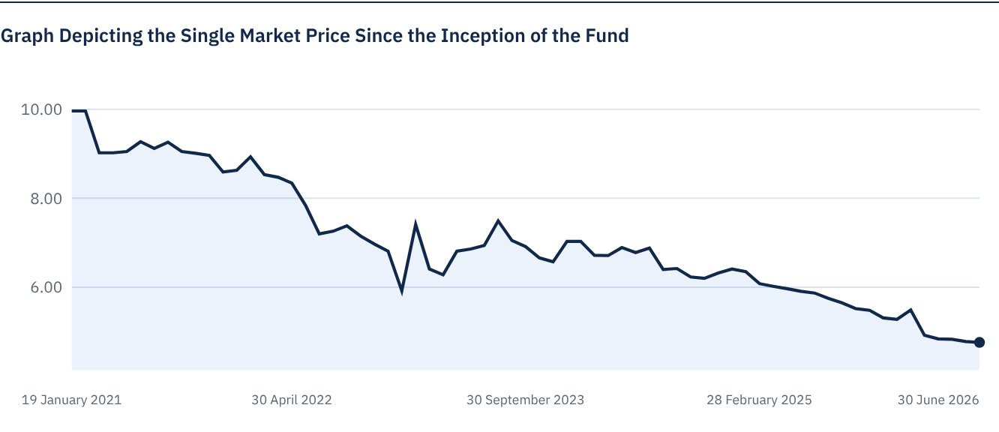 Graph Depicting the Single Market Price Since the Inception of the Fund
10.00
8.00
6.00
19 January 2021 30 April 2022 30 September 2023 28 February 2025 30 June 2026